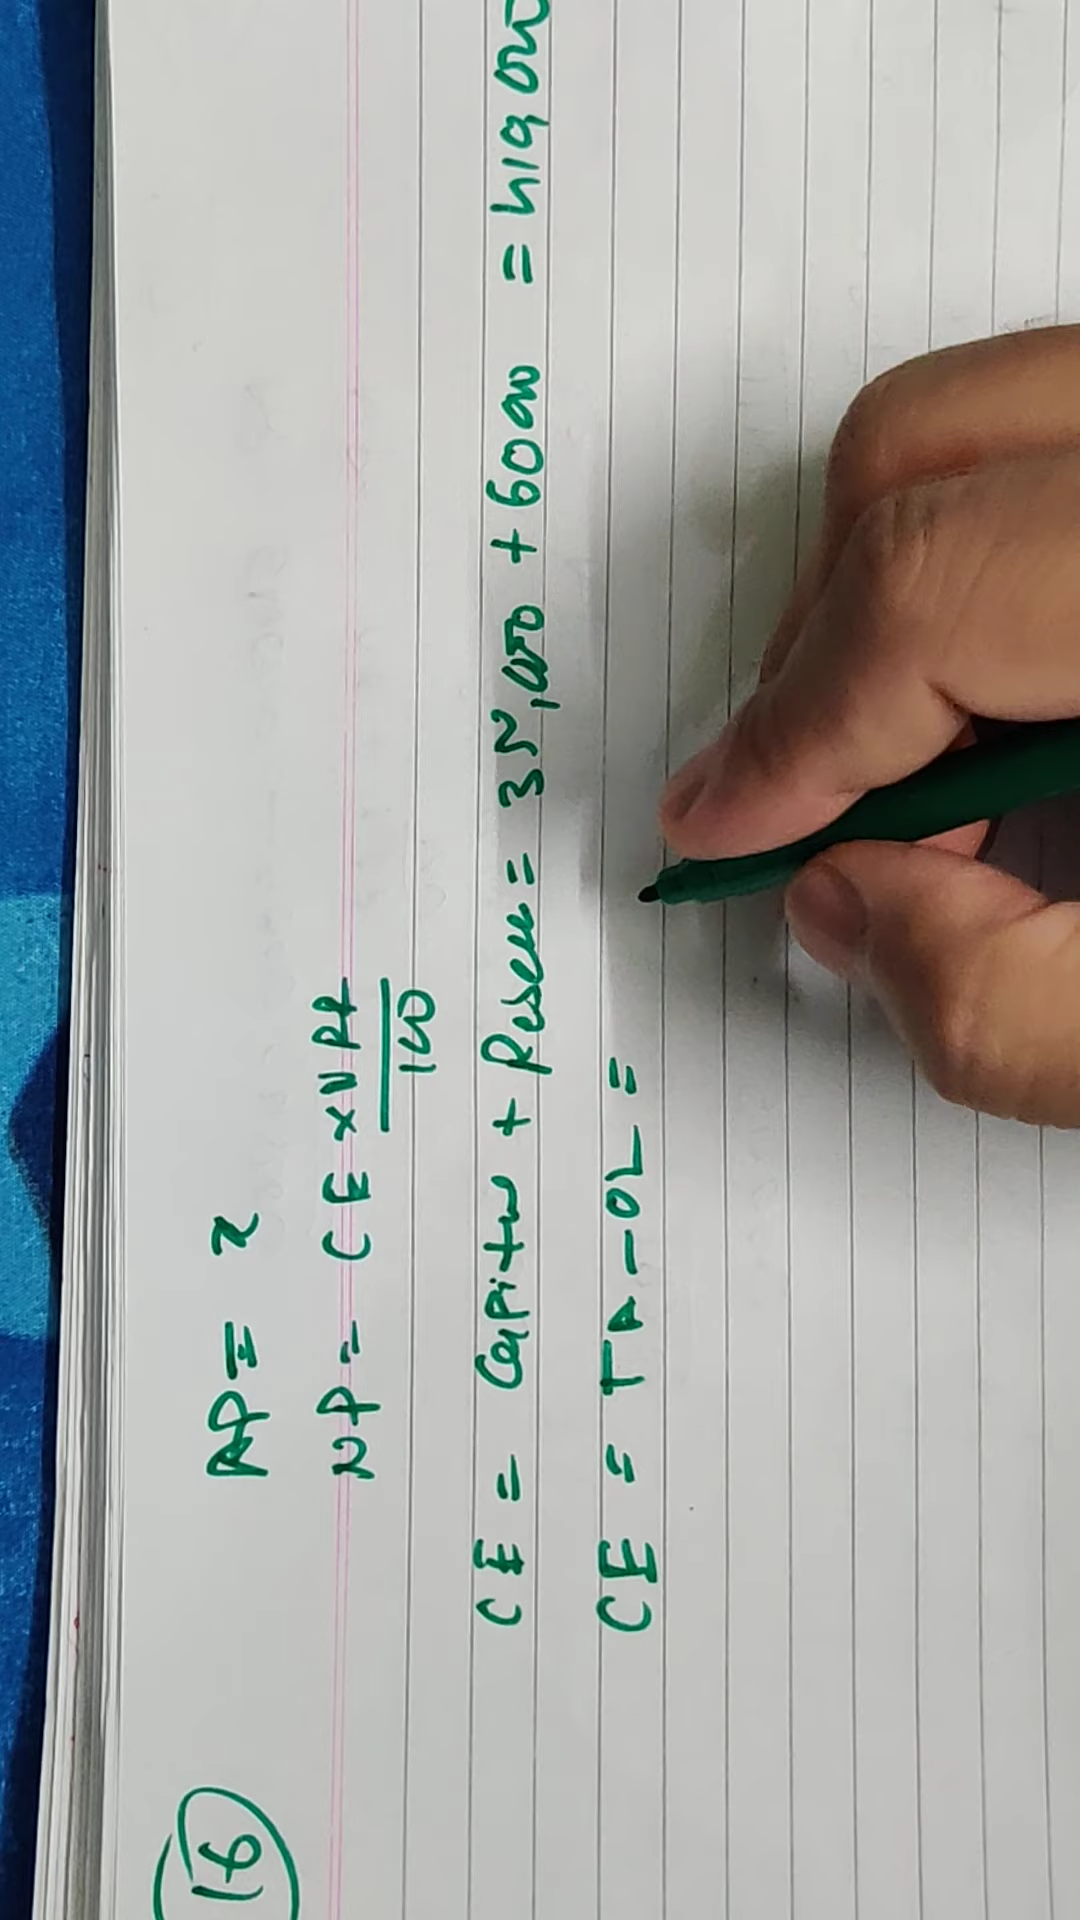 16
AP = x
NP = CE x NRR
100
CE = Capital + Reserve = 35,000 + 6000 = 41,000
CE = TA - OL =